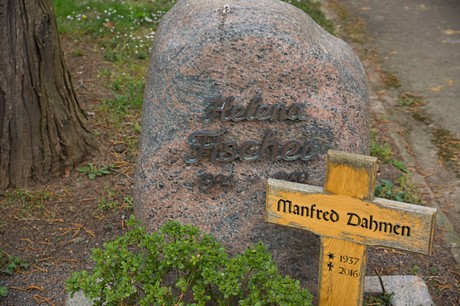 Helena
Fischer
Manfred Dahmen
* 1937
✝ 2016